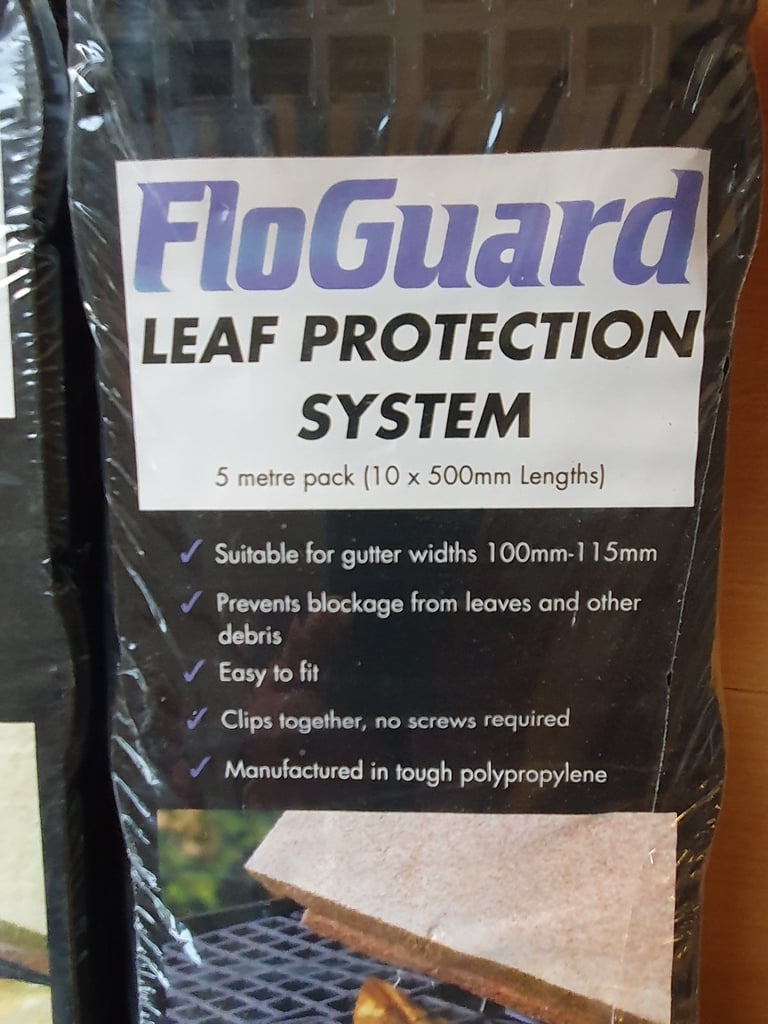 FloGuard
LEAF PROTECTION
SYSTEM
5 metre pack (10 x 500mm Lengths)
✓ Suitable for gutter widths 100mm-115mm
✓ Prevents blockage from leaves and other
debris
✓ Easy to fit
✓ Clips together, no screws required
✓ Manufactured in tough polypropylene